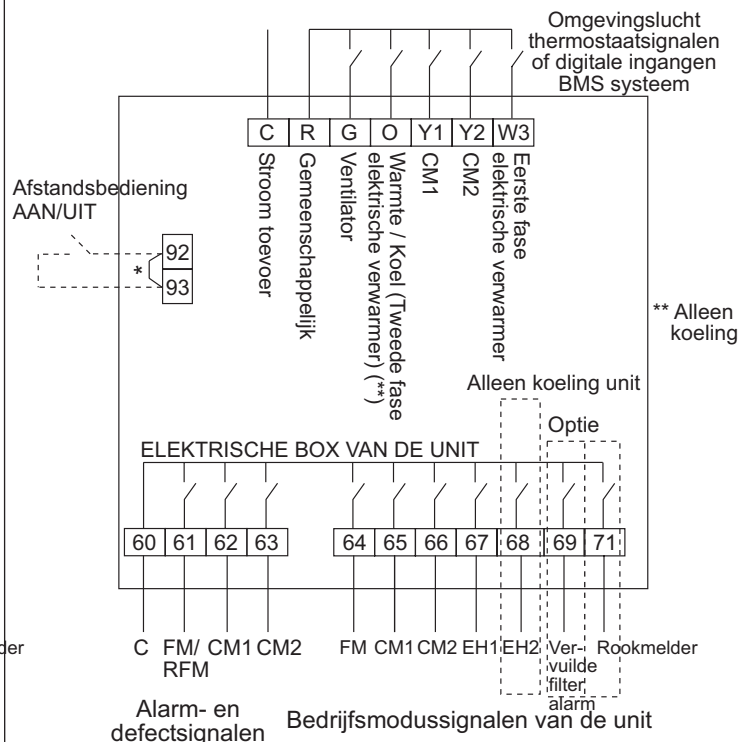 Omgevingslucht
thermostaatsignalen
of digitale ingangen
BMS systeem
C R G O Y1 Y2 W3
Stroom toevoer
Gemeenschappelijk
Ventilator
Warmte / Koel (Tweede fase
elektrische verwarmer) (**)
CM1
CM2
Eerste fase
elektrische verwarmer
Afstandsbediening
AAN/UIT
92
*
93
** Alleen
koeling
Alleen koeling unit
Optie
ELEKTRISCHE BOX VAN DE UNIT
60 61 62 63 64 65 66 67 68 69 71
der
C FM/ CM1 CM2 FM CM1 CM2 EH1 EH2 Ver- Rookmelder
RFM vuilde
filter
alarm
Alarm- en
defectsignalen
Bedrijfsmodussignalen van de unit